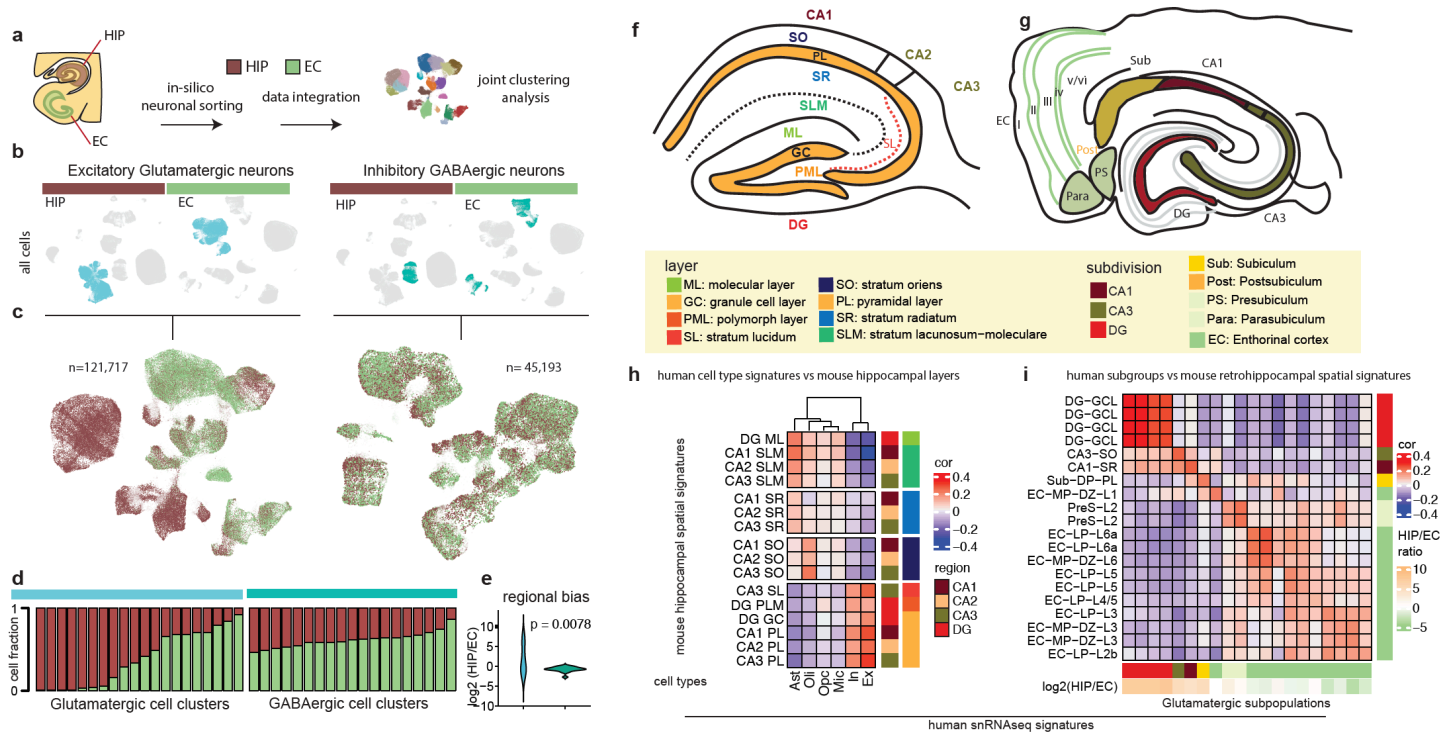 a
HIP
EC
HIP
EC
in-silico
neuronal sorting
data integration
joint clustering
analysis
b
Excitatory Glutamatergic neurons
Inhibitory GABAergic neurons
HIP
EC
HIP
EC
all cells
c
n=121,717
n= 45,193
d
cell fraction
1
0
Glutamatergic cell clusters
GABAergic cell clusters
e
regional bias
p = 0.0078
log2 (HIP/EC)
10
5
0
−5
−10
f
CA1
SO
PL
SR
CA2
CA3
SLM
ML
SL
GC
PML
DG
g
Sub
CA1
v/vi
iv
III
II
I
EC
Post
PS
Para
DG
CA3
layer
ML: molecular layer
GC: granule cell layer
PML: polymorph layer
SL: stratum lucidum
SO: stratum oriens
PL: pyramidal layer
SR: stratum radiatum
SLM: stratum lacunosum−moleculare
subdivision
CA1
CA3
DG
Sub: Subiculum
Post: Postsubiculum
PS: Presubiculum
Para: Parasubiculum
EC: Enthorinal cortex
h
human cell type signatures vs mouse hippocampal layers
mouse hippocampal spatial signatures
DG ML
CA1 SLM
CA2 SLM
CA3 SLM
CA1 SR
CA2 SR
CA3 SR
CA1 SO
CA2 SO
CA3 SO
CA3 SL
DG PLM
DG GC
CA1 PL
CA2 PL
CA3 PL
cell types
Ast
Oli
Opc
Mic
In
Ex
cor
0.4
0.2
0
−0.2
−0.4
region
CA1
CA2
CA3
DG
i
human subgroups vs mouse retrohippocampal spatial signatures
DG−GCL
DG−GCL
DG−GCL
DG−GCL
CA3−SO
CA1−SR
Sub−DP−PL
EC−MP−DZ−L1
PreS−L2
PreS−L2
EC−LP−L6a
EC−LP−L6a
EC−MP−DZ−L6
EC−LP−L5
EC−LP−L5
EC−LP−L4/5
EC−LP−L3
EC−MP−DZ−L3
EC−MP−DZ−L3
EC−LP−L2b
log2(HIP/EC)
Glutamatergic subpopulations
cor
0.4
0.2
0
−0.2
−0.4
HIP/EC
ratio
10
5
0
−5
human snRNAseq signatures